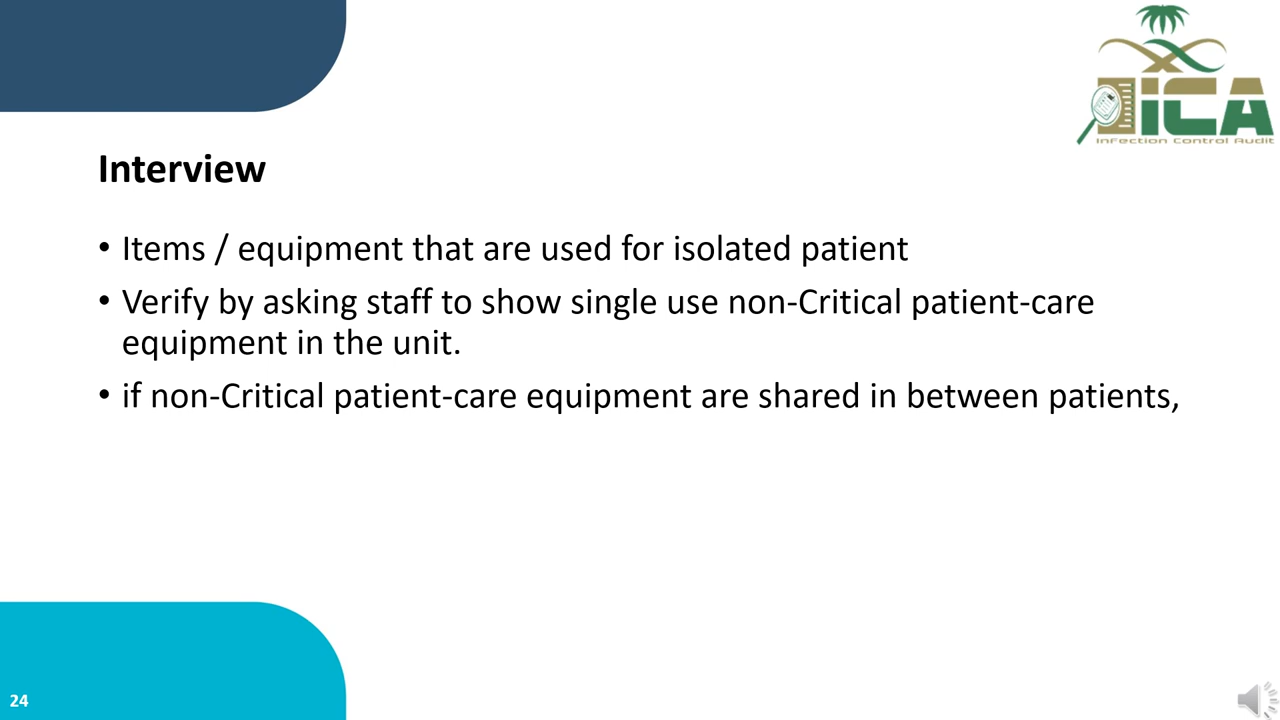 iCA
InFection Control Audit
Interview
• Items / equipment that are used for isolated patient
• Verify by asking staff to show single use non-Critical patient-care
equipment in the unit.
• if non-Critical patient-care equipment are shared in between patients,
24